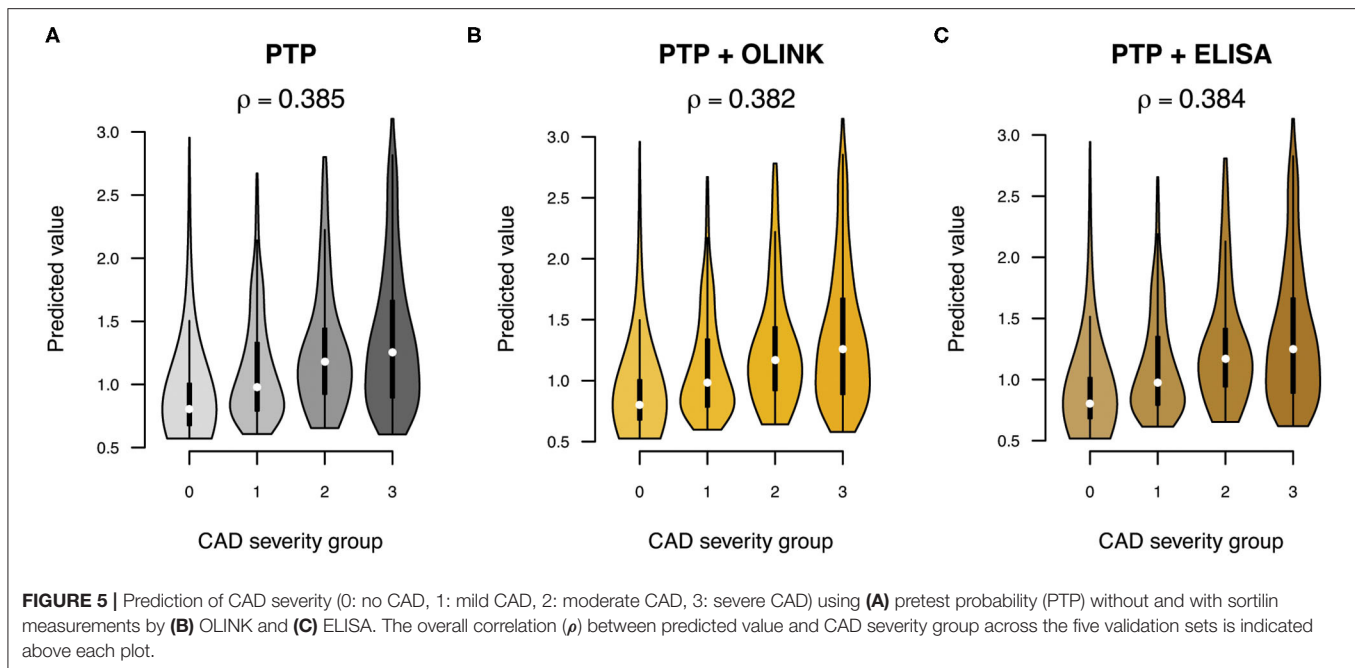 A
PTP
ρ = 0.385
Predicted value
3.0
2.5
2.0
1.5
1.0
0.5
0 1 2 3
CAD severity group
B
PTP + OLINK
ρ = 0.382
Predicted value
3.0
2.5
2.0
1.5
1.0
0.5
0 1 2 3
CAD severity group
C
PTP + ELISA
ρ = 0.384
Predicted value
3.0
2.5
2.0
1.5
1.0
0.5
0 1 2 3
CAD severity group
FIGURE 5 | Prediction of CAD severity (0: no CAD, 1: mild CAD, 2: moderate CAD, 3: severe CAD) using (A) pretest probability (PTP) without and with sortilin
measurements by (B) OLINK and (C) ELISA. The overall correlation (ρ) between predicted value and CAD severity group across the five validation sets is indicated
above each plot.